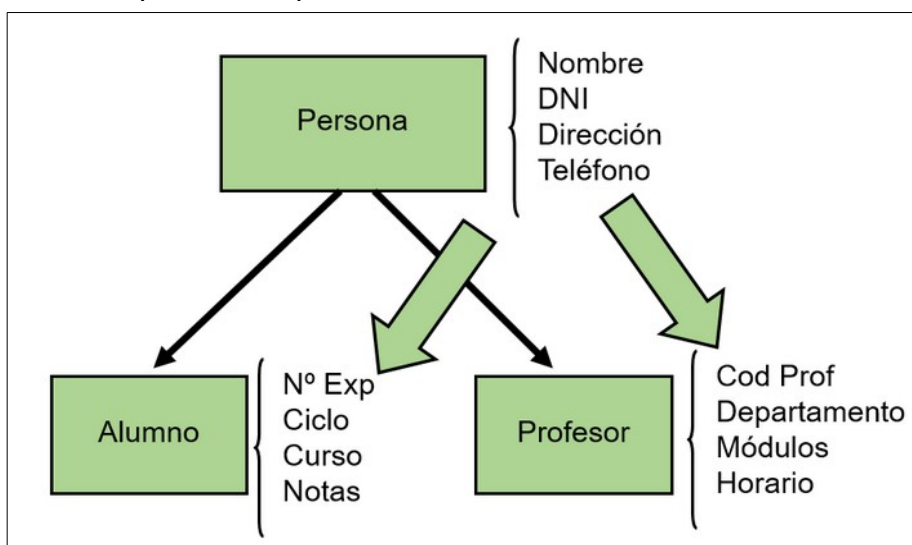 Persona
Nombre
DNI
Dirección
Teléfono
Alumno
Nº Exp
Ciclo
Curso
Notas
Profesor
Cod Prof
Departamento
Módulos
Horario